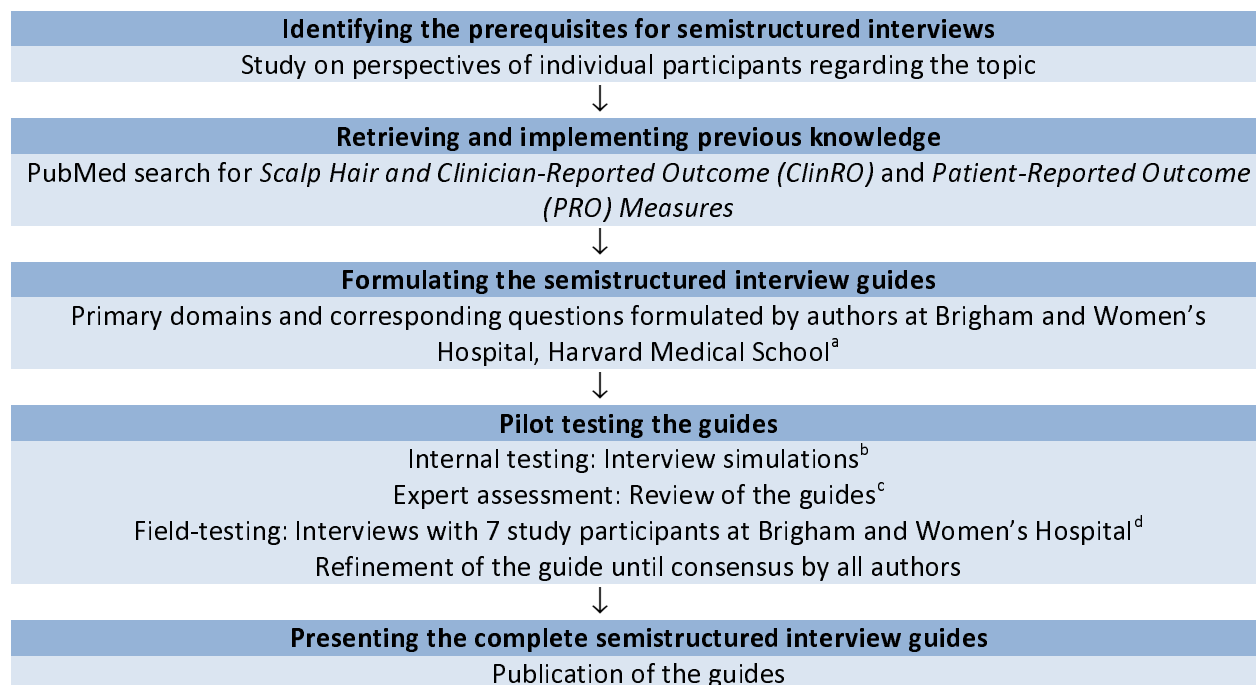 Identifying the prerequisites for semistructured interviews
Study on perspectives of individual participants regarding the topic
↓
Retrieving and implementing previous knowledge
PubMed search for Scalp Hair and Clinician-Reported Outcome (ClinRO) and Patient-Reported Outcome
(PRO) Measures
↓
Formulating the semistructured interview guides
Primary domains and corresponding questions formulated by authors at Brigham and Women’s
Hospital, Harvard Medical Schoolᵃ
↓
Pilot testing the guides
Internal testing: Interview simulationsᵇ
Expert assessment: Review of the guidesᶜ
Field-testing: Interviews with 7 study participants at Brigham and Women’s Hospitalᵈ
Refinement of the guide until consensus by all authors
↓
Presenting the complete semistructured interview guides
Publication of the guides